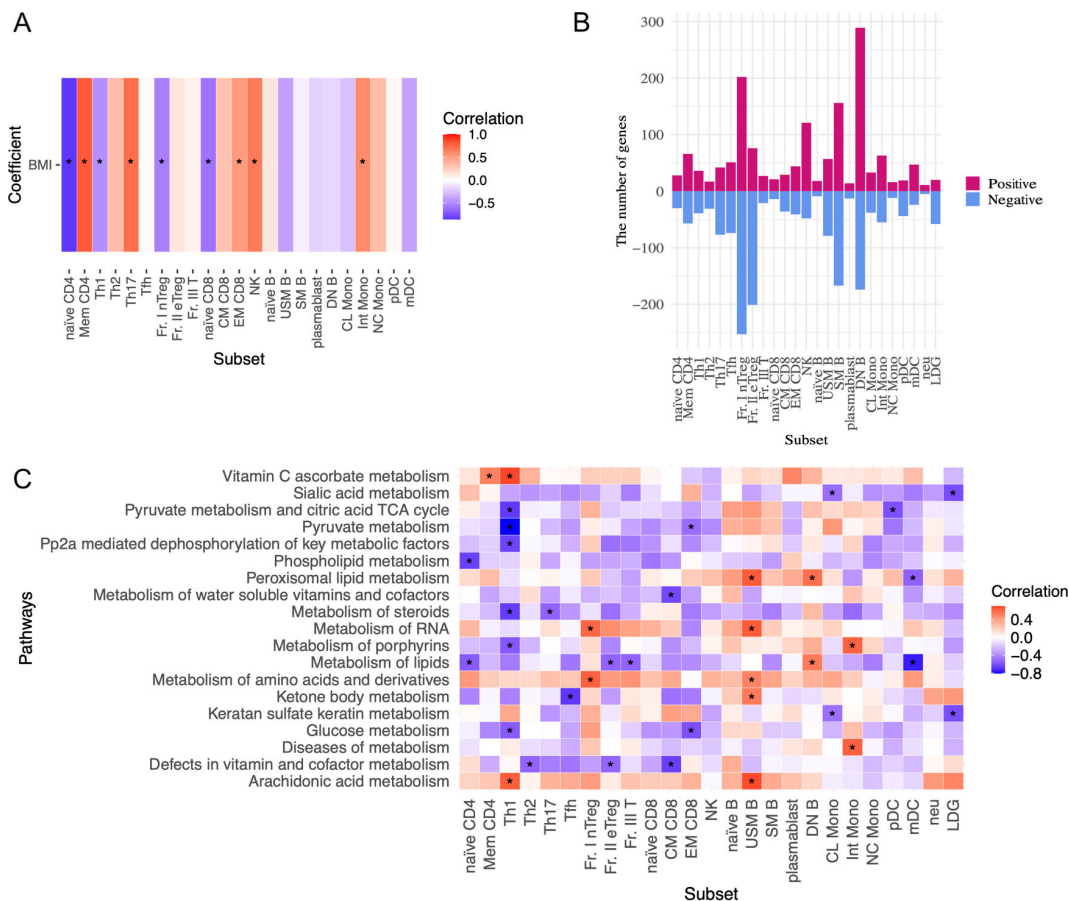 A
Coefficient
BMI
* * * * * * * * *
naïve CD4
Mem CD4
Th1
Th2
Th17
Tfh
Fr. I nTreg
Fr. II eTreg
Fr. III T
naïve CD8
CM CD8
EM CD8
NK
naïve B
USM B
SM B
plasmablast
DN B
CL Mono
Int Mono
NC Mono
pDC
mDC
Subset
Correlation
1.0
0.5
0.0
−0.5
B
The number of genes
300
200
100
0
−100
−200
naïve CD4
Mem CD4
Th1
Th2
Th17
Tfh
Fr. I nTreg
Fr. II eTreg
Fr. III T
naïve CD8
CM CD8
EM CD8
NK
naïve B
USM B
SM B
plasmablast
DN B
CL Mono
Int Mono
NC Mono
pDC
mDC
neu
LDG
Subset
Positive
Negative
C
Pathways
Vitamin C ascorbate metabolism
Sialic acid metabolism
Pyruvate metabolism and citric acid TCA cycle
Pyruvate metabolism
Pp2a mediated dephosphorylation of key metabolic factors
Phospholipid metabolism
Peroxisomal lipid metabolism
Metabolism of water soluble vitamins and cofactors
Metabolism of steroids
Metabolism of RNA
Metabolism of porphyrins
Metabolism of lipids
Metabolism of amino acids and derivatives
Ketone body metabolism
Keratan sulfate keratin metabolism
Glucose metabolism
Diseases of metabolism
Defects in vitamin and cofactor metabolism
Arachidonic acid metabolism
naïve CD4
Mem CD4
Th1
Th2
Th17
Tfh
Fr. I nTreg
Fr. II eTreg
Fr. III T
naïve CD8
CM CD8
EM CD8
NK
naïve B
USM B
SM B
plasmablast
DN B
CL Mono
Int Mono
NC Mono
pDC
mDC
neu
LDG
Subset
Correlation
0.4
0.0
−0.4
−0.8